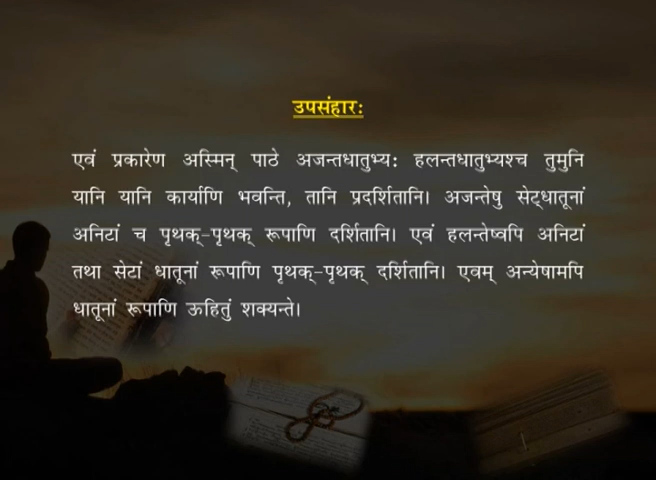 उपसंहारः
एवं प्रकारेण अस्मिन् पाठे अजन्तधातुभ्यः हलन्तधातुभ्यश्च तुमुनि
यानि यानि कार्याणि भवन्ति, तानि प्रदर्शितानि। अजन्तेषु सेट्धातूनां
अनिटां च पृथक्-पृथक् रूपाणि दर्शितानि। एवं हलन्तेष्वपि अनिटां
तथा सेटां धातूनां रूपाणि पृथक्-पृथक् दर्शितानि। एवम् अन्येषामपि
धातूनां रूपाणि ऊहितुं शक्यन्ते।